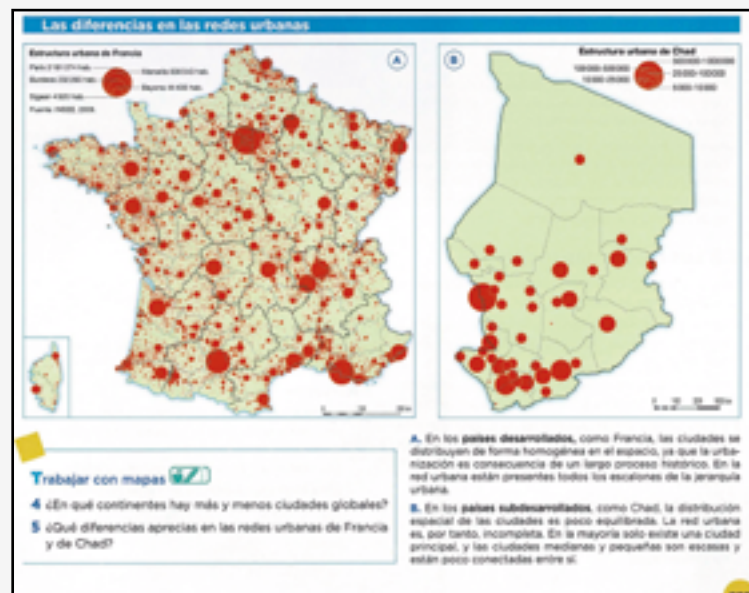 Las diferencias en las redes urbanas
Estructura urbana de Francia
A
B
Estructura urbana de Chad
Trabajar con mapas
4 ¿En qué continentes hay más y menos ciudades globales?
5 ¿Qué diferencias aprecias en las redes urbanas de Francia
y de Chad?
A. En los países desarrollados, como Francia, las ciudades se
distribuyen de forma homogénea en el espacio, ya que la urba-
nización es consecuencia de un largo proceso histórico. En la
red urbana están presentes todos los escalones de la jerarquía
urbana.
B. En los países subdesarrollados, como Chad, la distribución
espacial de las ciudades es poco equilibrada. La red urbana
es, por tanto, incompleta. En la mayoría solo existe una ciudad
principal, y las ciudades medianas y pequeñas son escasas y
están poco conectadas entre sí.